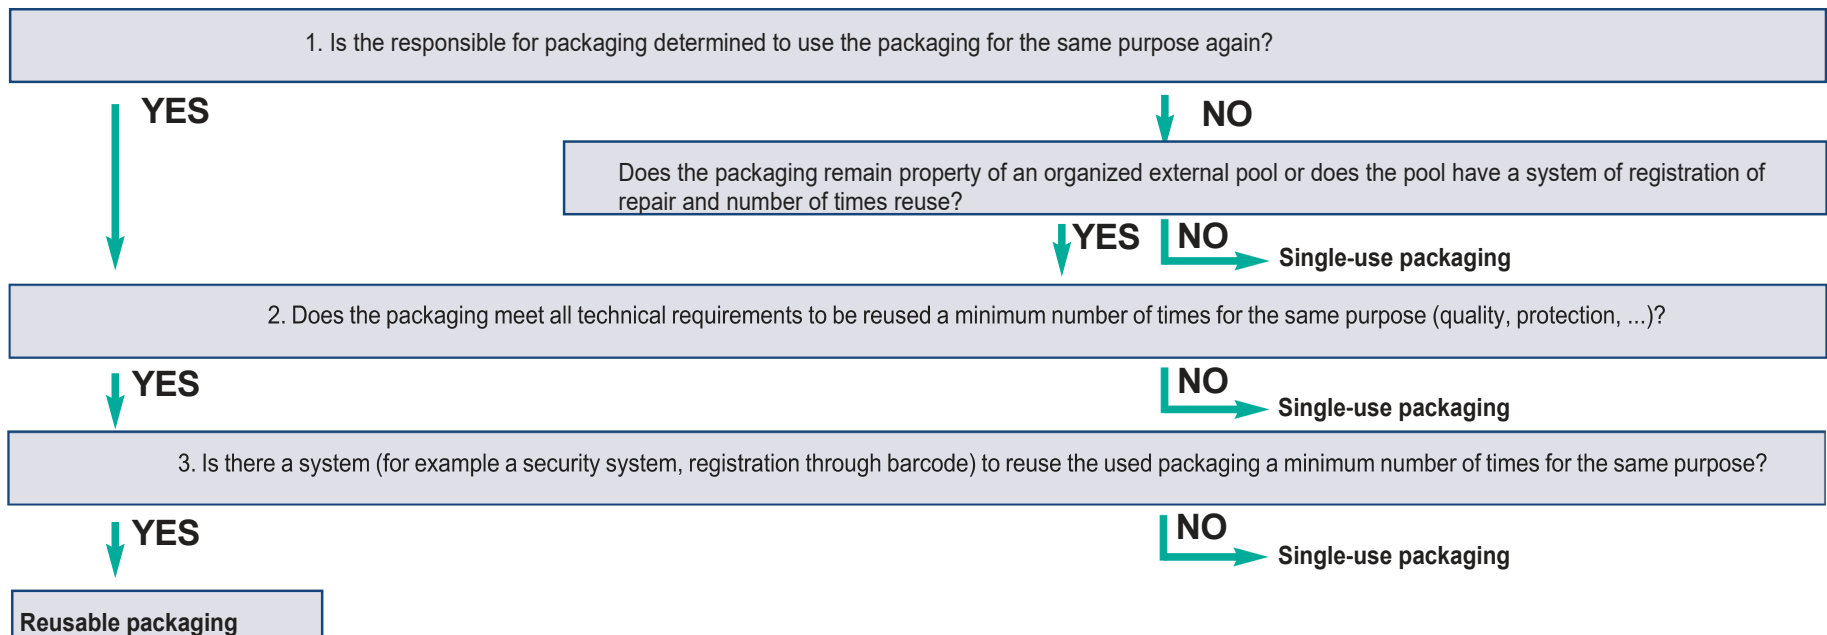 1. Is the responsible for packaging determined to use the packaging for the same purpose again?
YES
NO
Does the packaging remain property of an organized external pool or does the pool have a system of registration of
repair and number of times reuse?
YES
NO
Single-use packaging
2. Does the packaging meet all technical requirements to be reused a minimum number of times for the same purpose (quality, protection, ...)?
YES
NO
Single-use packaging
3. Is there a system (for example a security system, registration through barcode) to reuse the used packaging a minimum number of times for the same purpose?
YES
NO
Single-use packaging
Reusable packaging